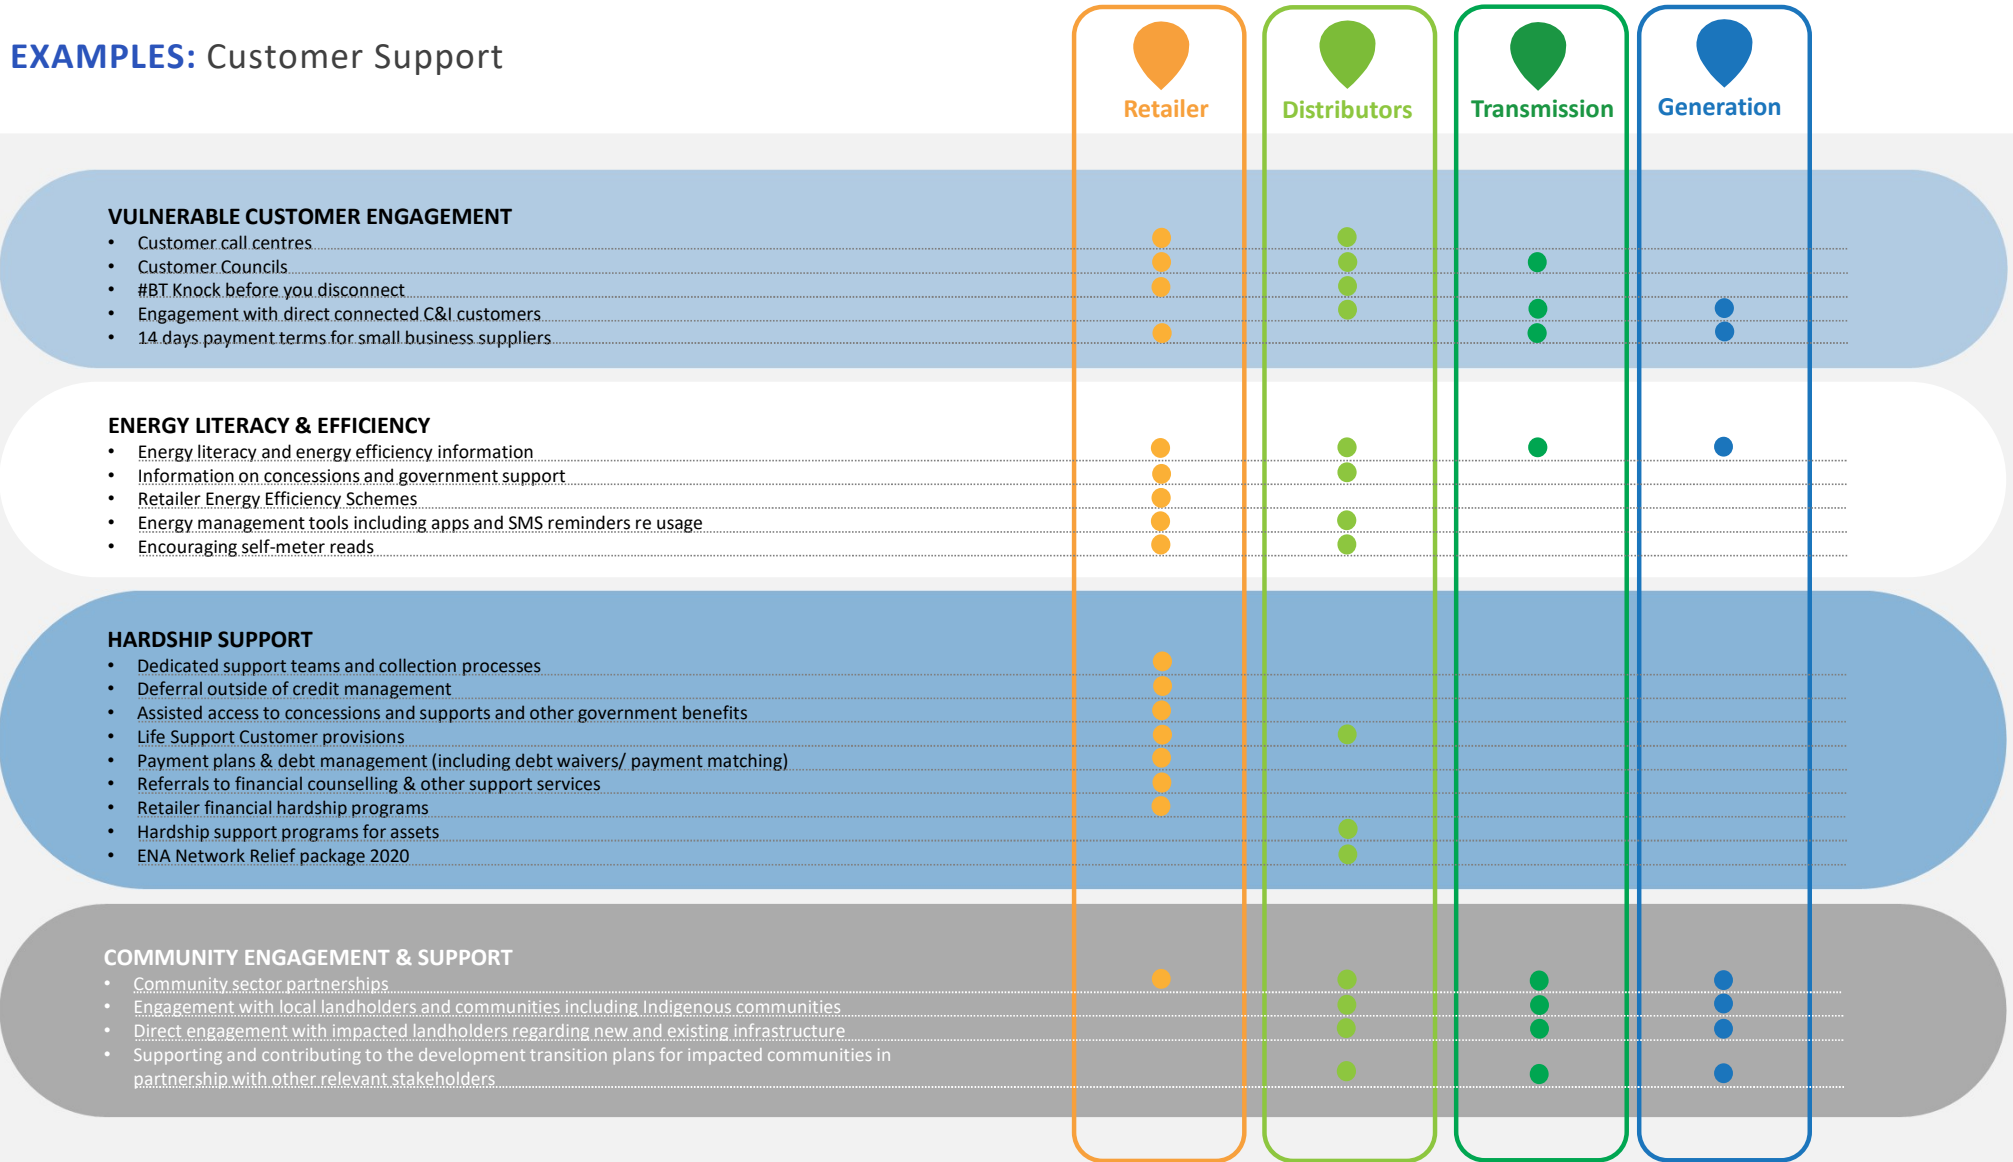 EXAMPLES: Customer Support
Retailer
Distributors
Transmission
Generation
VULNERABLE CUSTOMER ENGAGEMENT
• Customer call centres
• Customer Councils
• #BT Knock before you disconnect
• Engagement with direct connected C&I customers
• 14 days payment terms for small business suppliers
ENERGY LITERACY & EFFICIENCY
• Energy literacy and energy efficiency information
• Information on concessions and government support
• Retailer Energy Efficiency Schemes
• Energy management tools including apps and SMS reminders re usage
• Encouraging self-meter reads
HARDSHIP SUPPORT
• Dedicated support teams and collection processes
• Deferral outside of credit management
• Assisted access to concessions and supports and other government benefits
• Life Support Customer provisions
• Payment plans & debt management (including debt waivers/ payment matching)
• Referrals to financial counselling & other support services
• Retailer financial hardship programs
• Hardship support programs for assets
• ENA Network Relief package 2020
COMMUNITY ENGAGEMENT & SUPPORT
• Community sector partnerships
• Engagement with local landholders and communities including Indigenous communities
• Direct engagement with impacted landholders regarding new and existing infrastructure
• Supporting and contributing to the development transition plans for impacted communities in
partnership with other relevant stakeholders